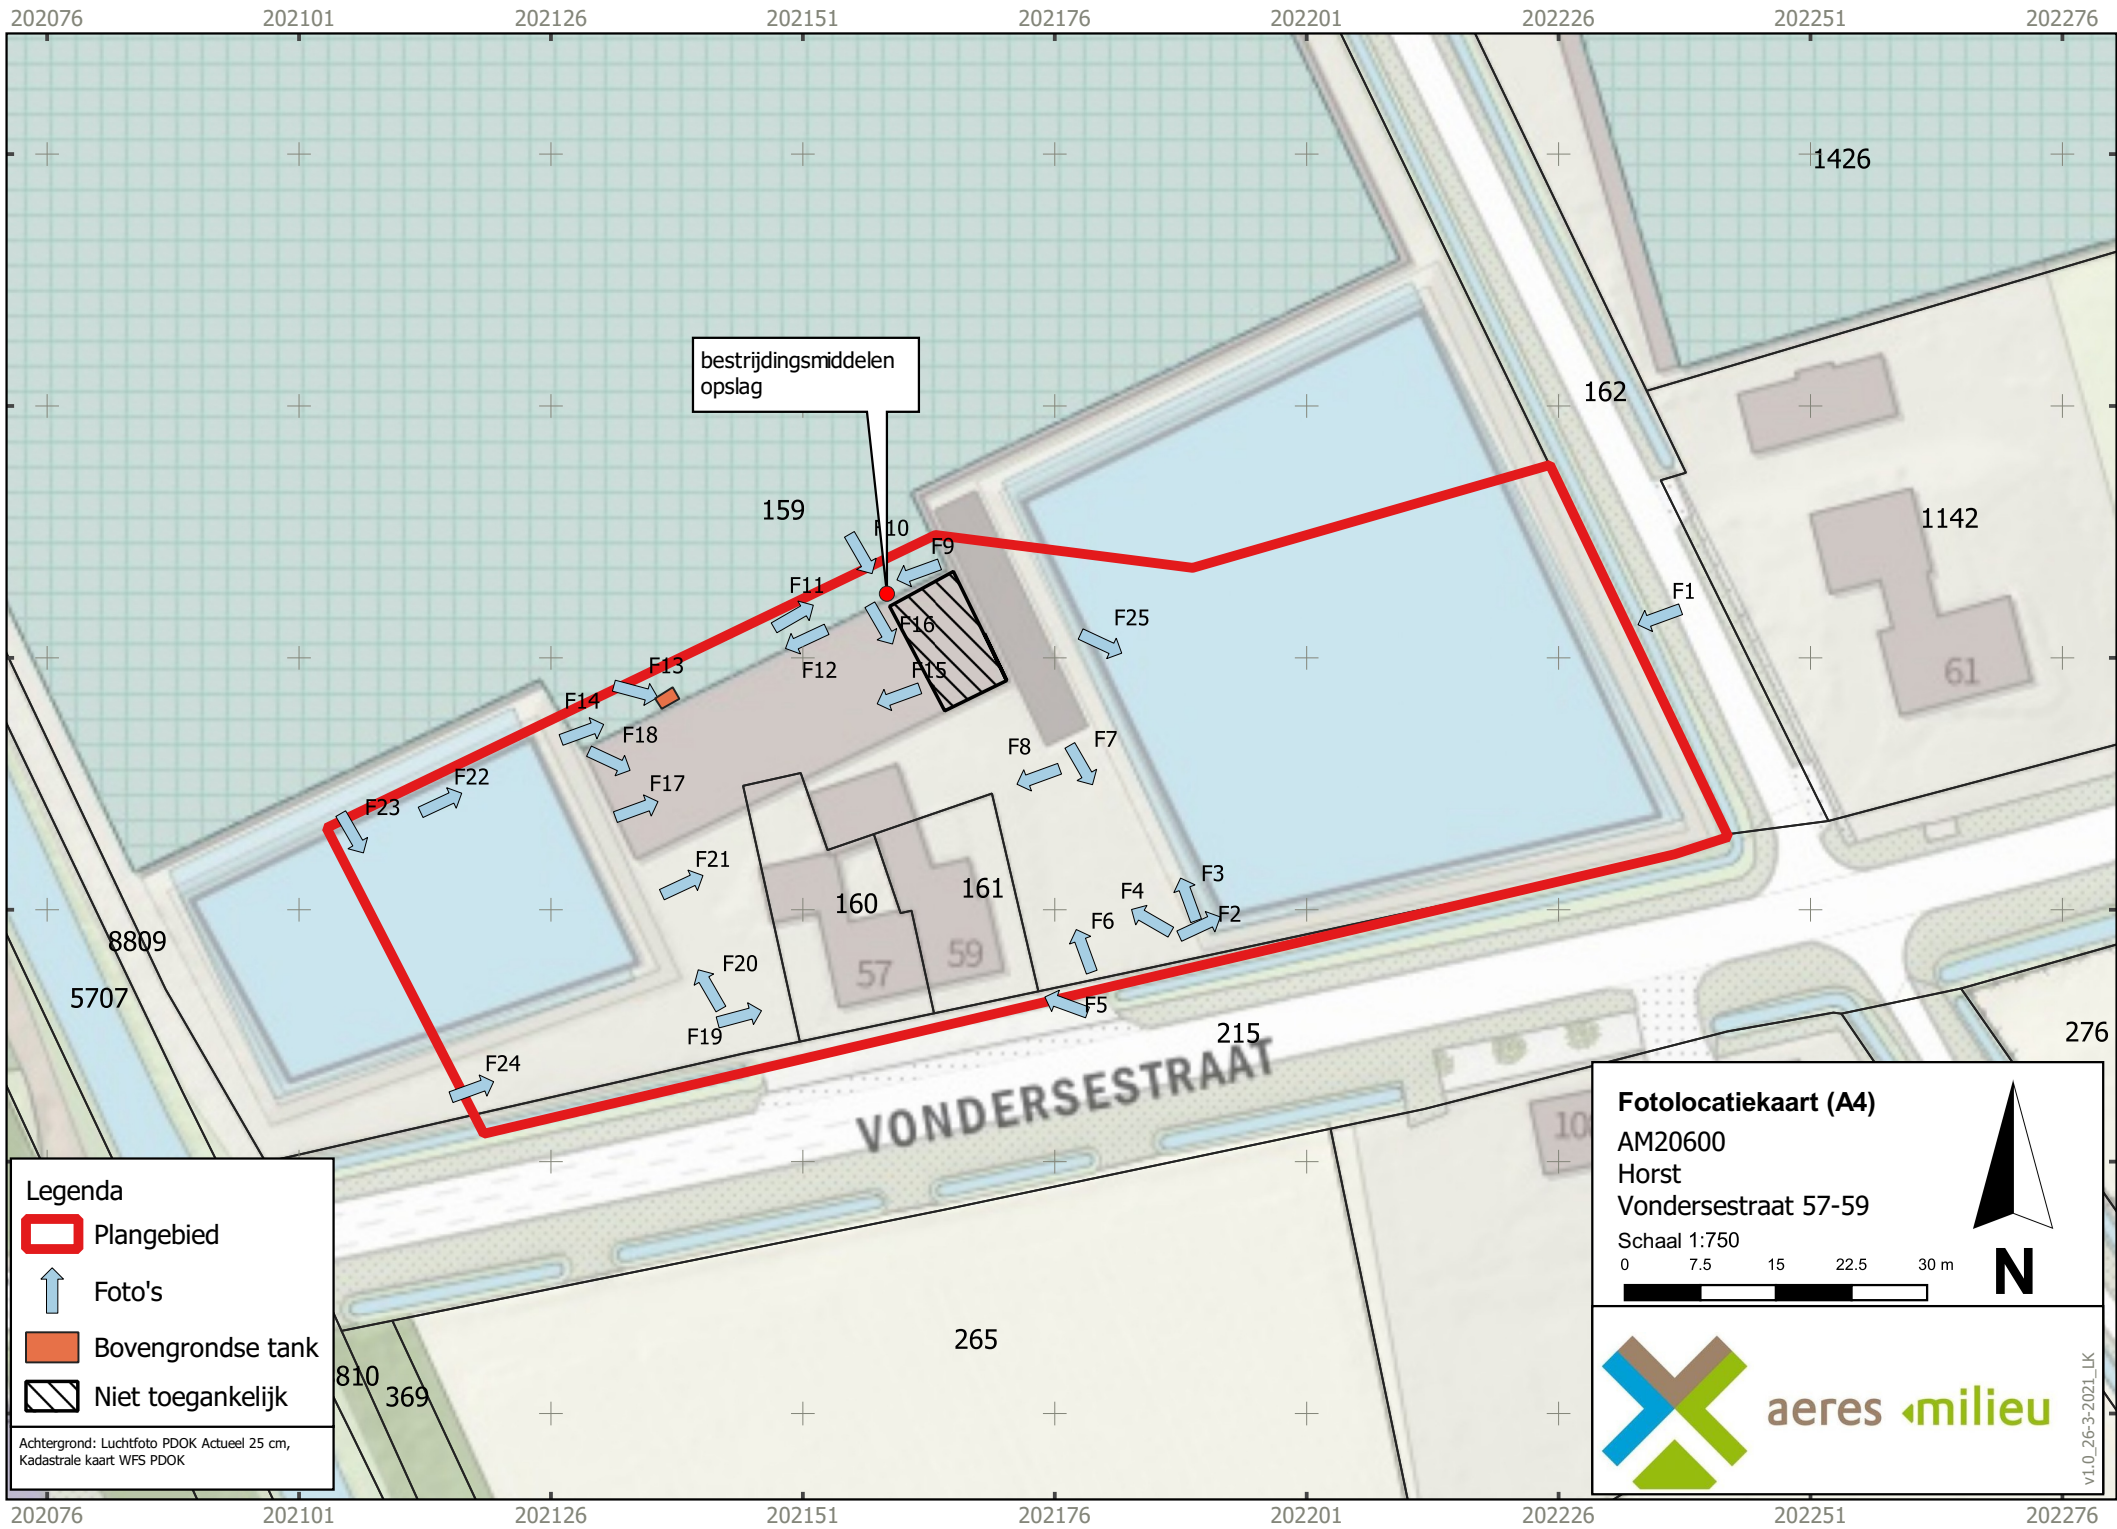 202076 202101 202126 202151 202176 202201 202226 202251 202276
1426
bestrijdingsmiddelen
opslag
162
159
1142
F10
F9
F11
F1
F16
F25
F12
F13
F15
61
F14
F18
F8
F7
F22
F17
F23
F21
F3
161
F4
160
F2
F6
8809
59
F20
57
5707
F5
F19
215
276
F24
VONDERSESTRAAT
265
810
369
Legenda
Plangebied
Foto's
Bovengrondse tank
Niet toegankelijk
Achtergrond: Luchtfoto PDOK Actueel 25 cm,
Kadastrale kaart WFS PDOK
Fotolocatiekaart (A4)
AM20600
Horst
Vondersestraat 57-59
Schaal 1:750
0 7.5 15 22.5 30 m
N
aeres milieu
v1.0_26-3-2021_LK
202076 202101 202126 202151 202176 202201 202226 202251 202276